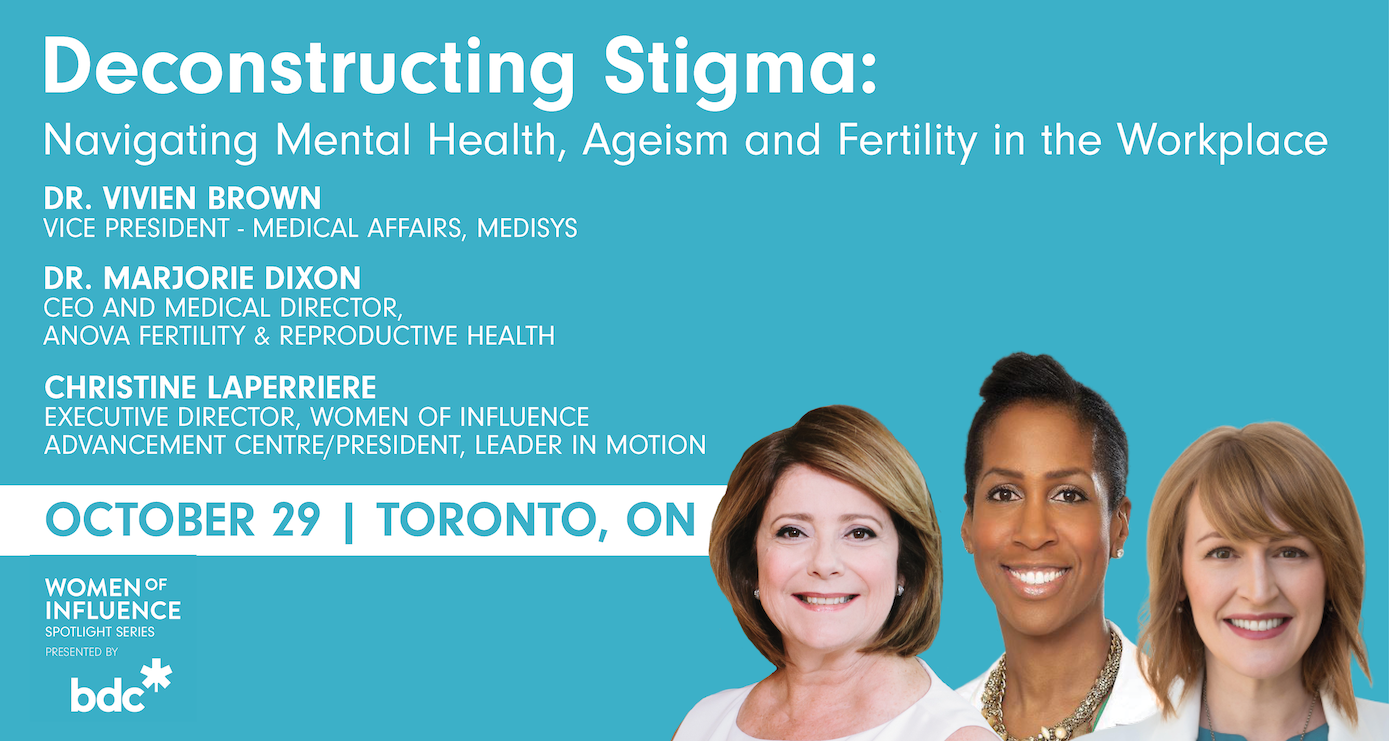 Deconstructing Stigma:
Navigating Mental Health, Ageism and Fertility in the Workplace
DR. VIVIEN BROWN
VICE PRESIDENT - MEDICAL AFFAIRS, MEDISYS
DR. MARJORIE DIXON
CEO AND MEDICAL DIRECTOR,
ANOVA FERTILITY & REPRODUCTIVE HEALTH
CHRISTINE LAPERRIERE
EXECUTIVE DIRECTOR, WOMEN OF INFLUENCE
ADVANCEMENT CENTRE/PRESIDENT, LEADER IN MOTION
OCTOBER 29 | TORONTO, ON
WOMEN OF
INFLUENCE
SPOTLIGHT SERIES
PRESENTED BY
bdc*